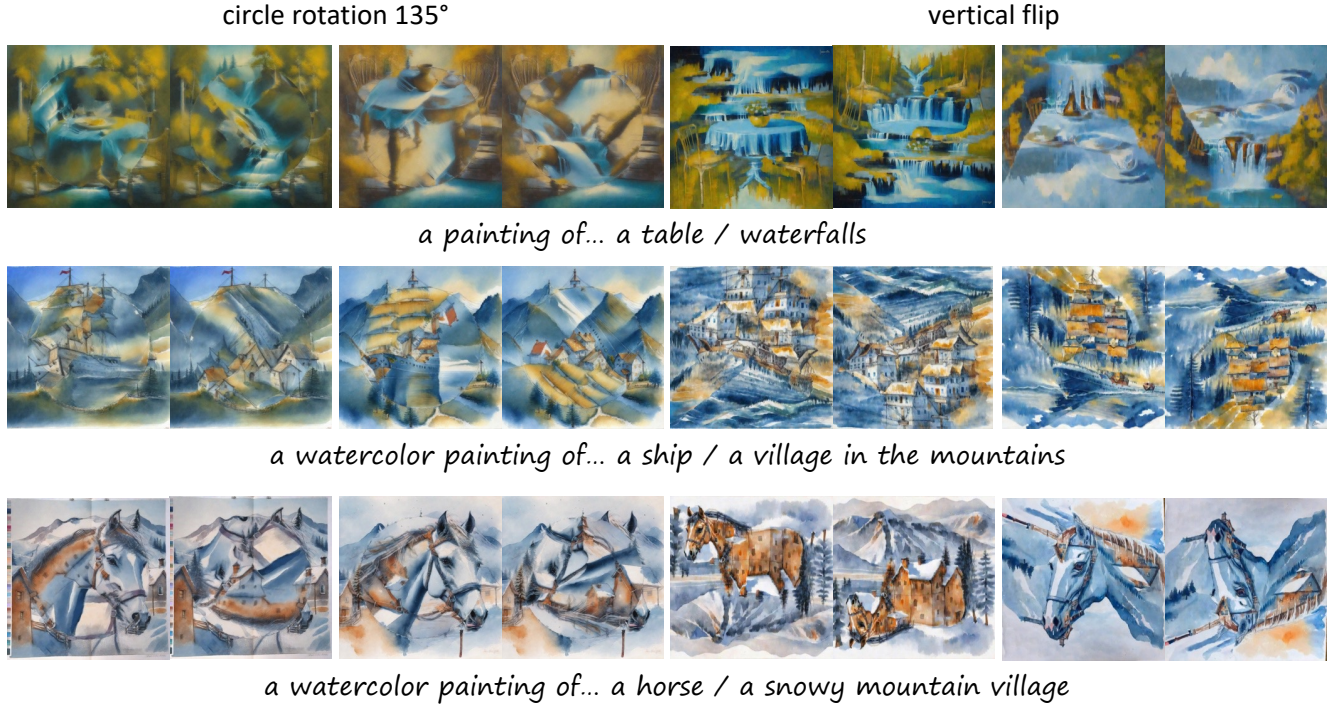 circle rotation 135°
vertical flip
a painting of... a table / waterfalls
a watercolor painting of... a ship / a village in the mountains
a watercolor painting of... a horse / a snowy mountain village